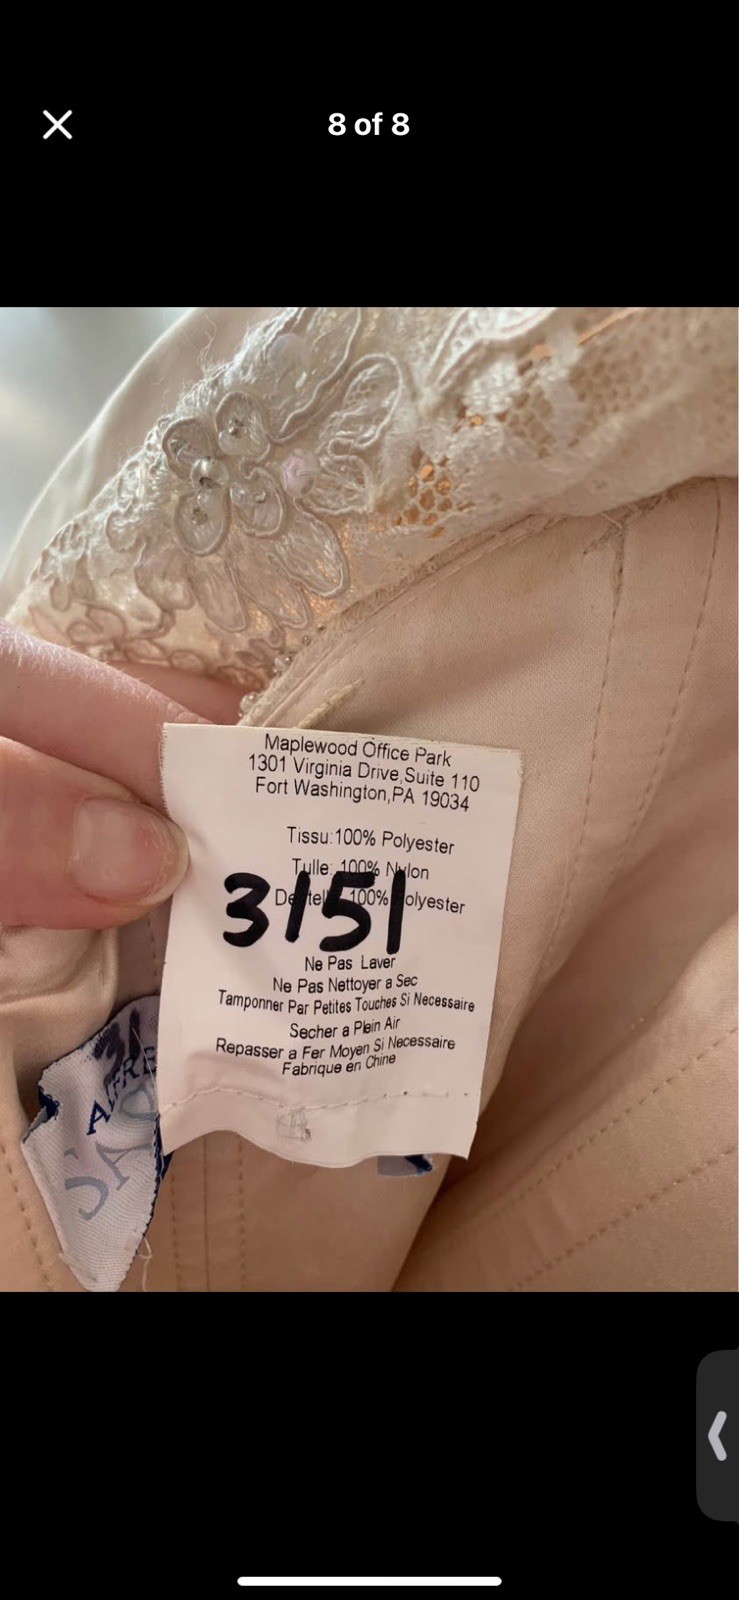 8 of 8
Maplewood Office Park
1301 Virginia Drive,Suite 110
Fort Washington,PA 19034
Tissu:100% Polyester
Tulle: 100% Nylon
100%
3151
Ne Pas Laver
Ne Pas Nettoyer a Sec
Tamponner Par Petites Touches Si Necessaire
Secher a Plein Air
Repasser a Fer Moyen Si Necessaire
Fabrique en Chine